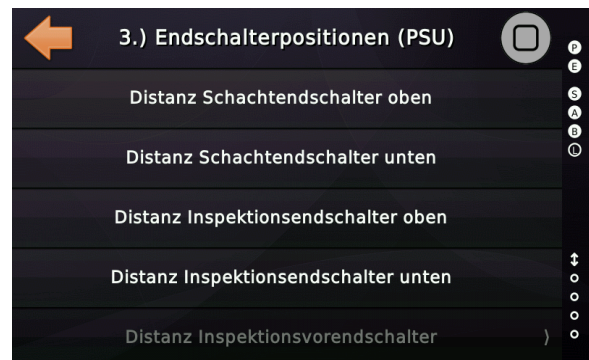 3.) Endschalterpositionen (PSU)
Distanz Schachtendschalter oben
Distanz Schachtendschalter unten
Distanz Inspektionsendschalter oben
Distanz Inspektionsendschalter unten
Distanz Inspektionsvorendschalter
P
E
S
A
B
L